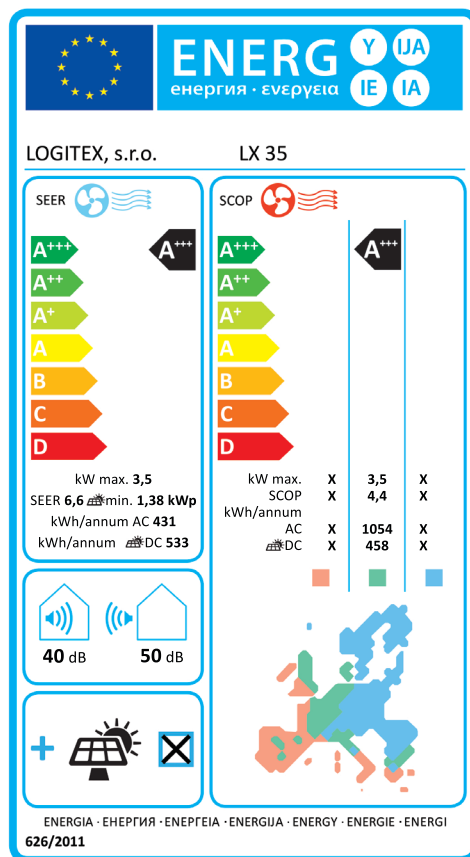 ENERG Y IJA IE IA
енергия · ενεργεια
LOGITEX, s.r.o. LX 35
SEER
A+++ A+++
A++
A+
A
B
C
D
kW max. 3,5
SEER 6,6 min. 1,38 kWp
kWh/annum AC 431
kWh/annum DC 533
40 dB 50 dB
+
SCOP
A+++ A+++
A++
A+
A
B
C
D
kW max. X 3,5 X
SCOP X 4,4 X
kWh/annum
AC X 1054 X
DC X 458 X
ENERGIA · ЕНЕРГИЯ · ΕΝΕΡΓΕΙΑ · ENERGIJA · ENERGY · ENERGIE · ENERGI
626/2011